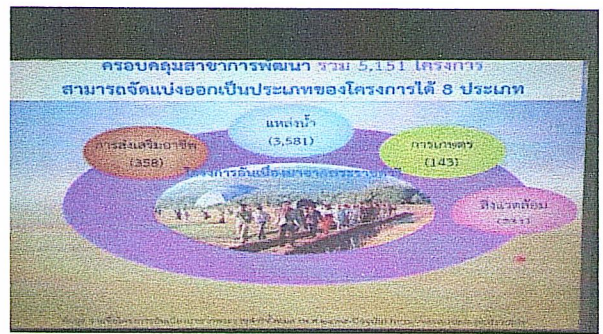 ครอบคลุมสาขาการพัฒนา รวม 5,151 โครงการ
สามารถจัดแบ่งออกเป็นประเภทของโครงการได้ 8 ประเภท
แหล่งน้ำ
(3,581)
การส่งเสริมอาชีพ
(358)
การเกษตร
(143)
โครงการอันเนื่องมาจากพระราชดำริ
สิ่งแวดล้อม